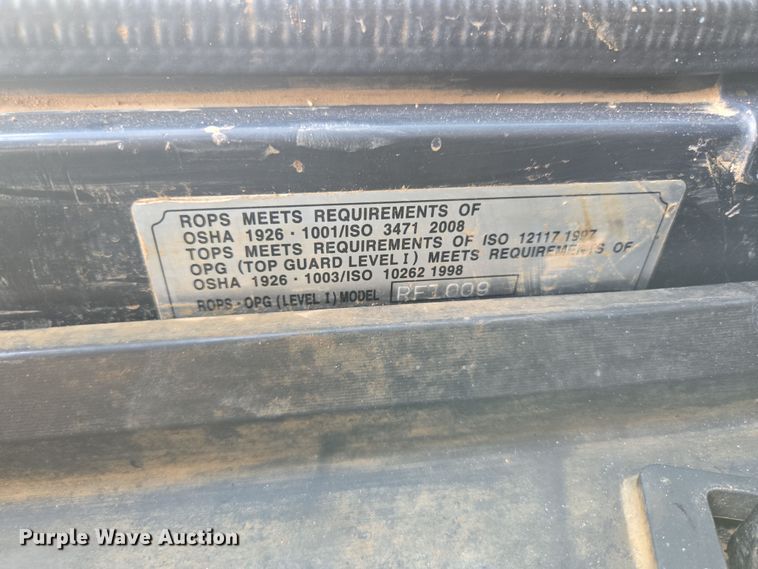 ROPS MEETS REQUIREMENTS OF
OSHA 1926 · 1001/ISO 3471 2008
TOPS MEETS REQUIREMENTS OF ISO 12117 1997
OPG (TOP GUARD LEVEL I) MEETS REQUIREMENTS OF
OSHA 1926 · 1003/ISO 10262 1998
ROPS · OPG (LEVEL I) MODEL
Purple Wave Auction